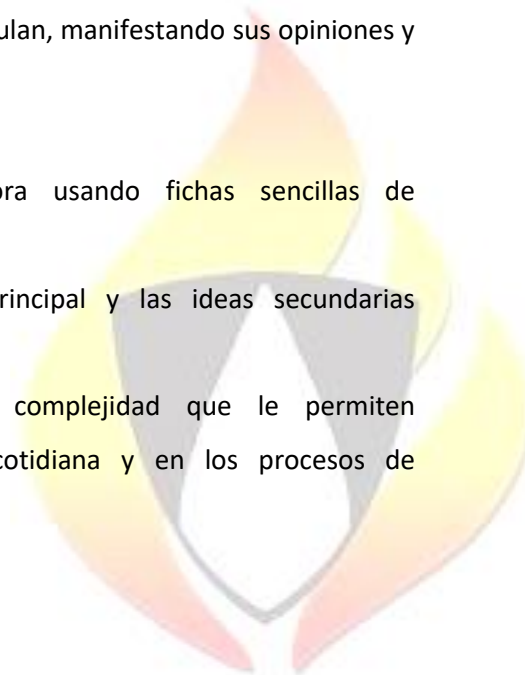 ulan, manifestando sus opiniones y
ora usando fichas sencillas de
rincipal y las ideas secundarias
complejidad que le permiten
cotidiana y en los procesos de